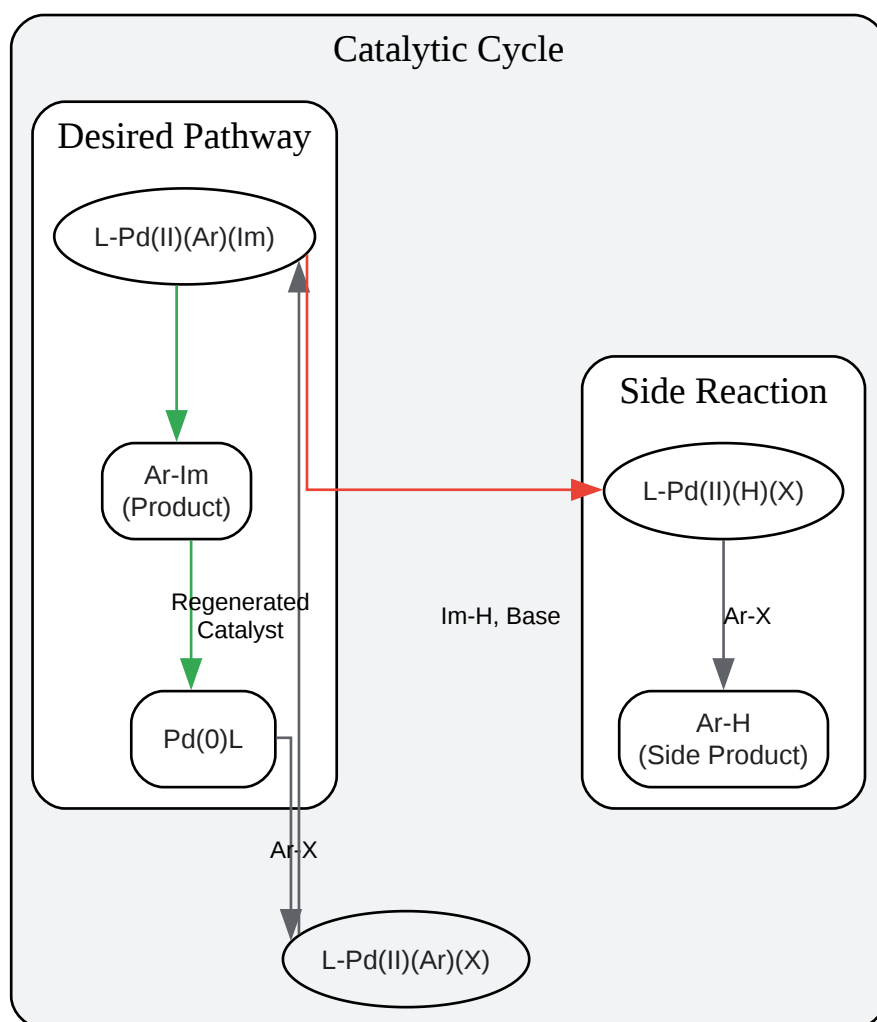 Catalytic Cycle
Desired Pathway
L-Pd(II)(Ar)(Im)
Side Reaction
Ar-Im
(Product)
L-Pd(II)(H)(X)
Regenerated
Catalyst
Im-H, Base
Ar-X
Pd(0)L
Ar-H
(Side Product)
Ar-X
L-Pd(II)(Ar)(X)